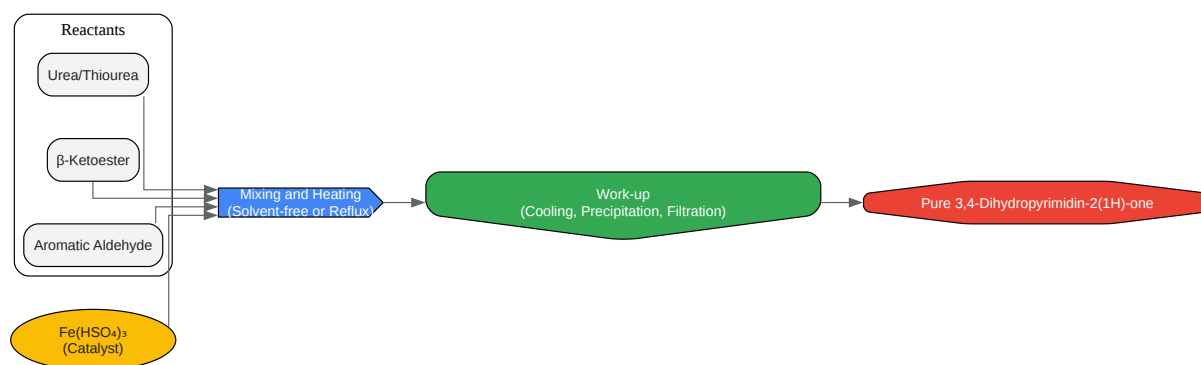 Reactants
Urea/Thiourea
β-Ketoester
Aromatic Aldehyde
Fe(HSO₄)₃
(Catalyst)
Mixing and Heating
(Solvent-free or Reflux)
Work-up
(Cooling, Precipitation, Filtration)
Pure 3,4-Dihydropyrimidin-2(1H)-one